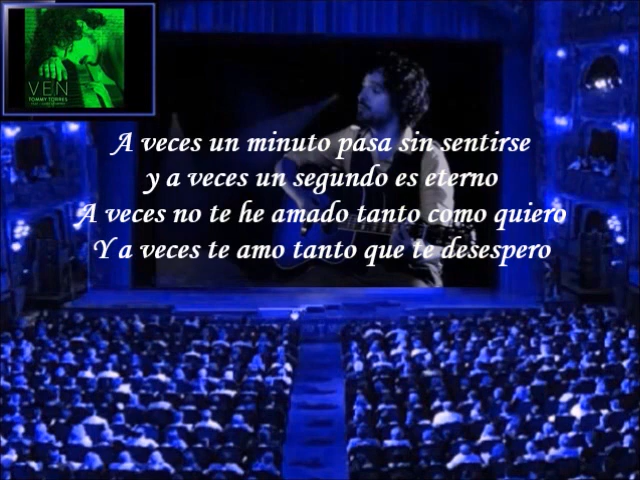 VEN
TOMMY TORRES
A veces un minuto pasa sin sentirse
y a veces un segundo es eterno
A veces no te he amado tanto como quiero
Y a veces te amo tanto que te desespero